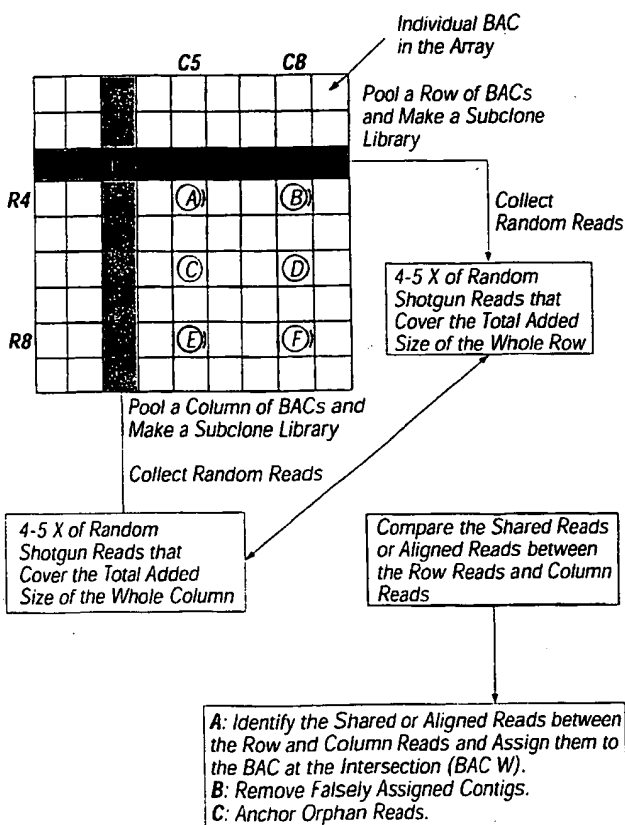 Individual BAC
in the Array
C5 C8
Pool a Row of BACs
and Make a Subclone
Library
R4
A B
Collect
Random Reads
C D
4-5 X of Random
Shotgun Reads that
Cover the Total Added
Size of the Whole Row
R8
E F
Pool a Column of BACs and
Make a Subclone Library
Collect Random Reads
4-5 X of Random
Shotgun Reads that
Cover the Total Added
Size of the Whole Column
Compare the Shared Reads
or Aligned Reads between
the Row Reads and Column
Reads
A: Identify the Shared or Aligned Reads between
the Row and Column Reads and Assign them to
the BAC at the Intersection (BAC W).
B: Remove Falsely Assigned Contigs.
C: Anchor Orphan Reads.